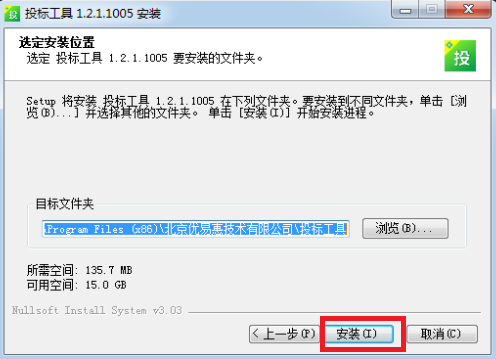 投标工具 1.2.1.1005 安装
选定安装位置
选定 投标工具 1.2.1.1005 要安装的文件夹。
投
Setup 将安装 投标工具 1.2.1.1005 在下列文件夹。要安装到不同文件夹，单击 [浏
览(B)...] 并选择其他的文件夹。 单击 [安装(I)] 开始安装进程。
目标文件夹
\Program Files (x86)\北京优易惠技术有限公司\投标工具
浏览(B)...
所需空间: 135.7 MB
可用空间: 15.0 GB
Nullsoft Install System v3.03
< 上一步(P)
安装(I)
取消(C)